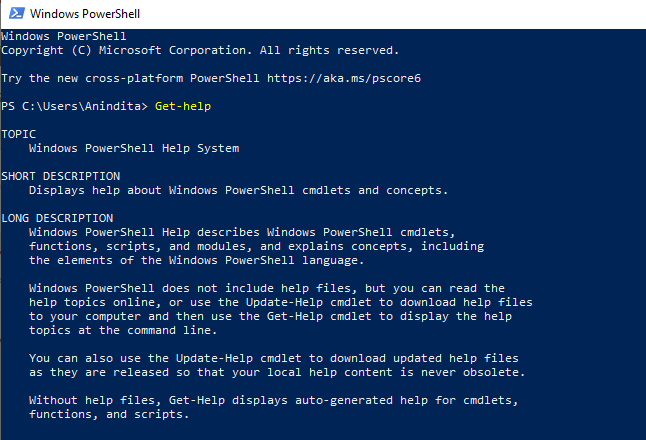 Windows PowerShell
Windows PowerShell
Copyright (C) Microsoft Corporation. All rights reserved.
Try the new cross-platform PowerShell https://aka.ms/pscore6
PS C:\Users\Anindita> Get-help
TOPIC
Windows PowerShell Help System
SHORT DESCRIPTION
Displays help about Windows PowerShell cmdlets and concepts.
LONG DESCRIPTION
Windows PowerShell Help describes Windows PowerShell cmdlets,
functions, scripts, and modules, and explains concepts, including
the elements of the Windows PowerShell language.
Windows PowerShell does not include help files, but you can read the
help topics online, or use the Update-Help cmdlet to download help files
to your computer and then use the Get-Help cmdlet to display the help
topics at the command line.
You can also use the Update-Help cmdlet to download updated help files
as they are released so that your local help content is never obsolete.
Without help files, Get-Help displays auto-generated help for cmdlets,
functions, and scripts.